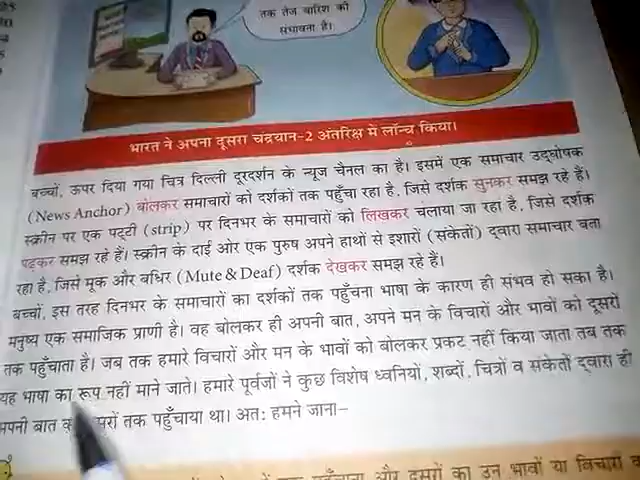 तक तेज बारिश की
संभावना है।
भारत ने अपना दूसरा चंद्रयान-2 अंतरिक्ष में लॉन्च किया।
बच्चों, ऊपर दिया गया चित्र दिल्ली दूरदर्शन के न्यूज चैनल का है। इसमें एक समाचार उद्घोषक
(News Anchor) बोलकर समाचारों को दर्शकों तक पहुँचा रहा है, जिसे दर्शक सुनकर समझ रहे हैं।
स्क्रीन पर एक पट्टी (strip) पर दिनभर के समाचारों को लिखकर चलाया जा रहा है, जिसे दर्शक
पढ़कर समझ रहे हैं। स्क्रीन के दाईं ओर एक पुरुष अपने हाथों से इशारों (संकेतों) द्वारा समाचार बता
रहा है, जिसे मूक और बधिर (Mute & Deaf) दर्शक देखकर समझ रहे हैं।
बच्चों, इस तरह दिनभर के समाचारों का दर्शकों तक पहुँचना भाषा के कारण ही संभव हो सका है।
मनुष्य एक सामाजिक प्राणी है। वह बोलकर ही अपनी बात, अपने मन के विचारों और भावों को दूसरों
तक पहुँचाता है। जब तक हमारे विचारों और मन के भावों को बोलकर प्रकट नहीं किया जाता तब तक
यह भाषा का रूप नहीं माने जाते। हमारे पूर्वजों ने कुछ विशेष ध्वनियों, शब्दों, चित्रों व संकेतों द्वारा ही
अपनी बात तक पहुँचाया था। अत: हमने जाना–
पहुँचाना और दूसरों का उन भावों या विचारों